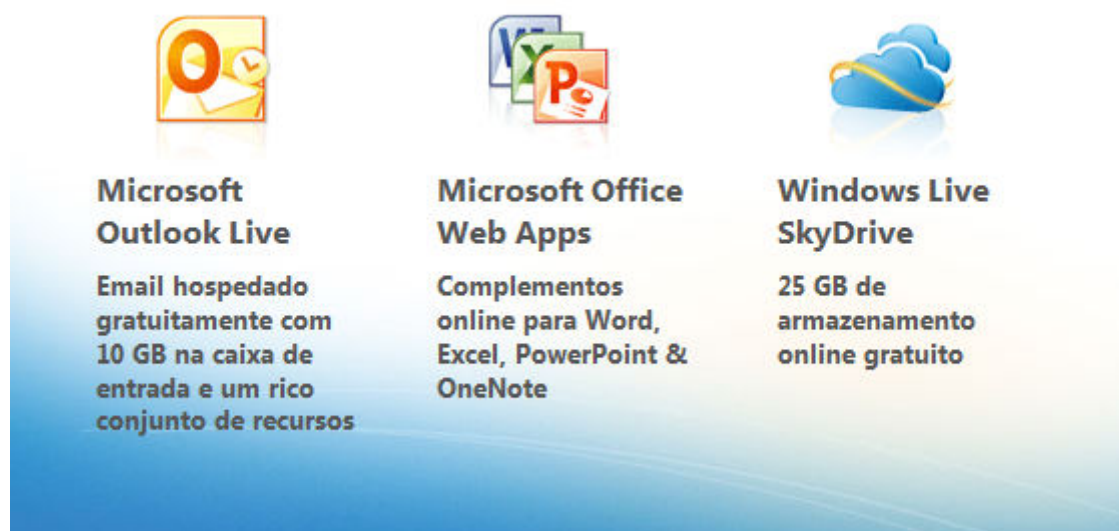 Microsoft
Outlook Live
Email hospedado
gratuitamente com
10 GB na caixa de
entrada e um rico
conjunto de recursos
Microsoft Office
Web Apps
Complementos
online para Word,
Excel, PowerPoint &
OneNote
Windows Live
SkyDrive
25 GB de
armazenamento
online gratuito